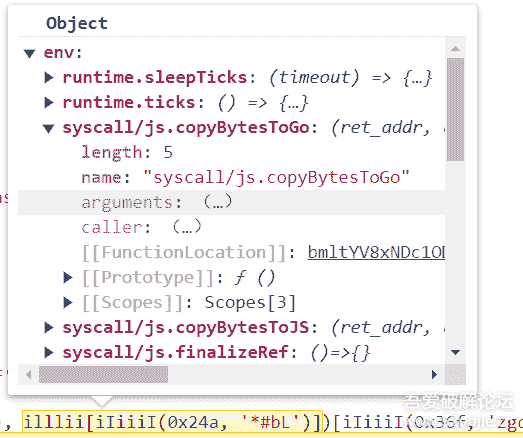 Object
▼ env:
▶ runtime.sleepTicks: (timeout) => {…}
▶ runtime.ticks: () => {…}
▼ syscall/js.copyBytesToGo: (ret_addr,
length: 5
name: "syscall/js.copyBytesToGo"
arguments: (…)
caller: (…)
[[FunctionLocation]]: bmltYV8xNDc1OD
▶ [[Prototype]]: ƒ ()
▶ [[Scopes]]: Scopes[3]
▶ syscall/js.copyBytesToJS: (ret_addr,
▶ syscall/js.finalizeRef: ()=>{}
吾爱破解论坛
, illlii[iIiiiI(0x24a, '*#bL')])[iIiiiI(0x36f, 'zgo